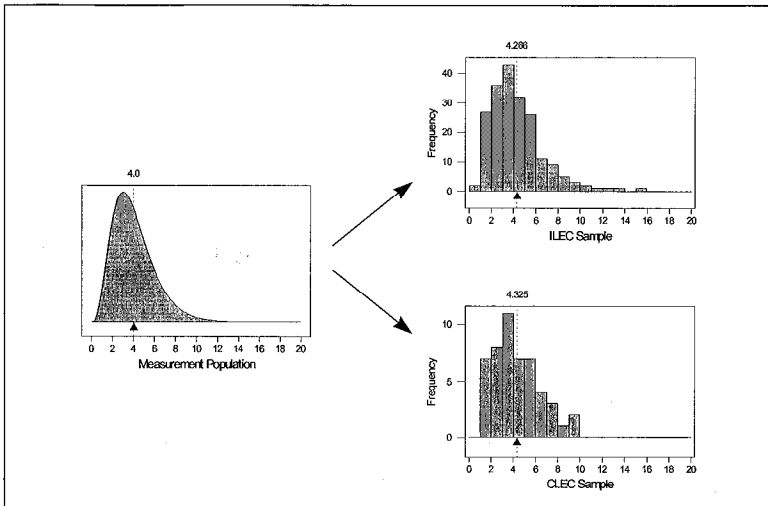 4.0
0 2 4 6 8 10 12 14 16 18 20
Measurement Population
4.266
40
30
20
10
0
Frequency
0 2 4 6 8 10 12 14 16 18 20
ILEC Sample
4.325
10
5
0
Frequency
0 2 4 6 8 10 12 14 16 18 20
CLEC Sample